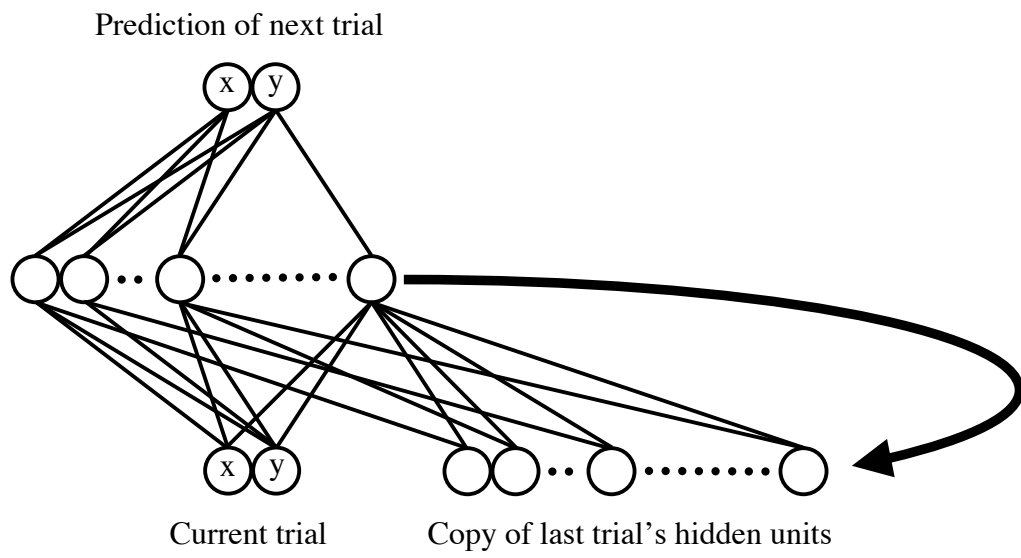 Prediction of next trial
x y
x y
Current trial
Copy of last trial's hidden units